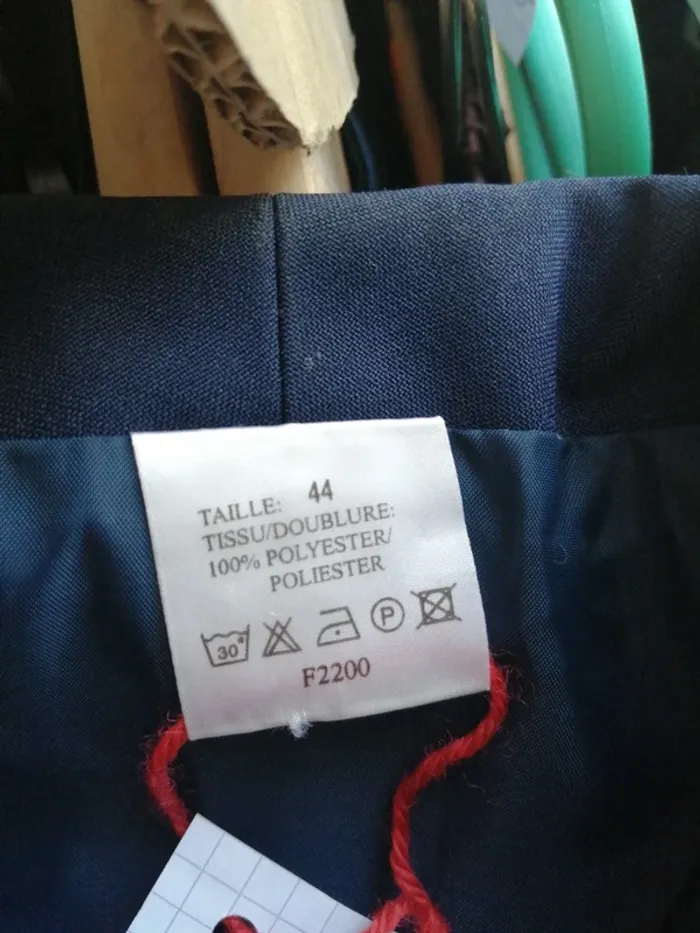 TAILLE: 44
TISSU/DOUBLURE:
100% POLYESTER/
POLIESTER
30° P
F2200